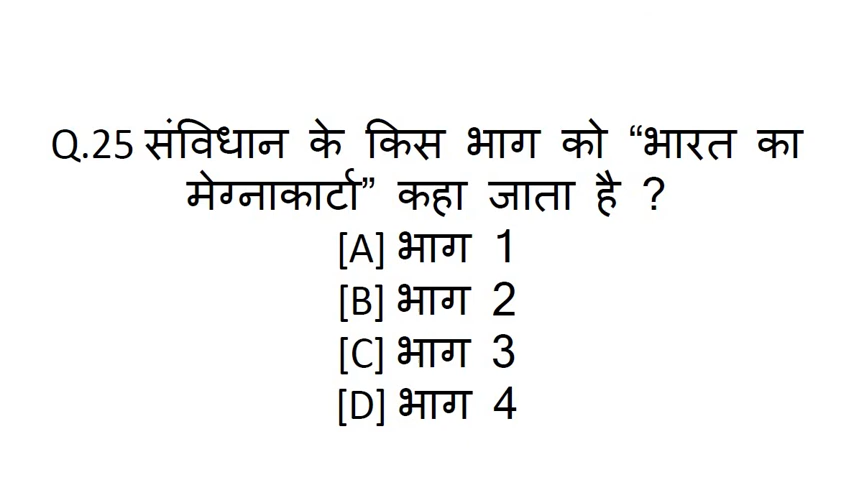 Q.25 संविधान के किस भाग को “भारत का
मेग्नाकार्टा” कहा जाता है ?
[A] भाग 1
[B] भाग 2
[C] भाग 3
[D] भाग 4